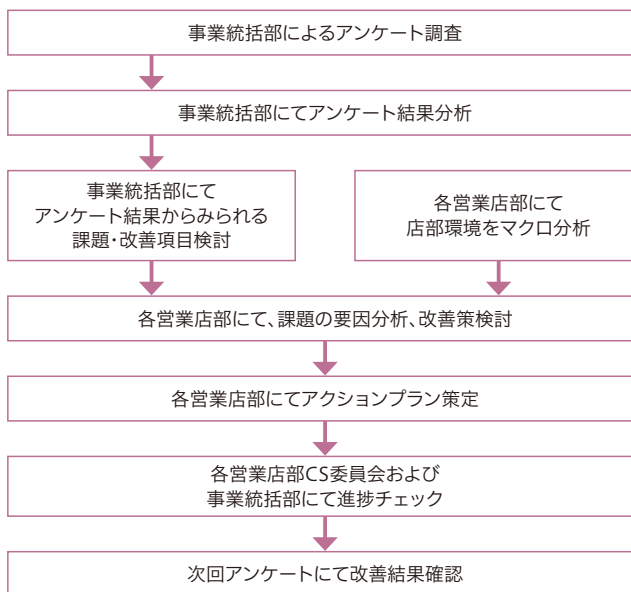 事業統括部によるアンケート調査
事業統括部にてアンケート結果分析
事業統括部にて
アンケート結果からみられる
課題・改善項目検討
各営業店部にて
店部環境をマクロ分析
各営業店部にて、課題の要因分析、改善策検討
各営業店部にてアクションプラン策定
各営業店部CS委員会および
事業統括部にて進捗チェック
次回アンケートにて改善結果確認